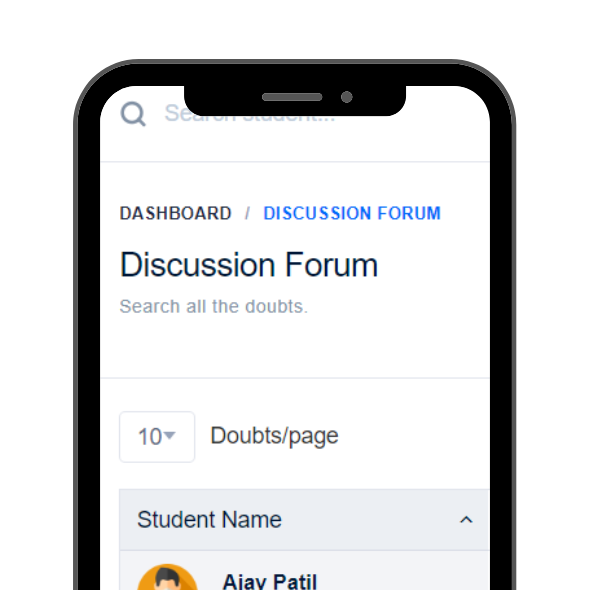 Search student...
DASHBOARD / DISCUSSION FORUM
Discussion Forum
Search all the doubts.
10 Doubts/page
Student Name
Ajay Patil